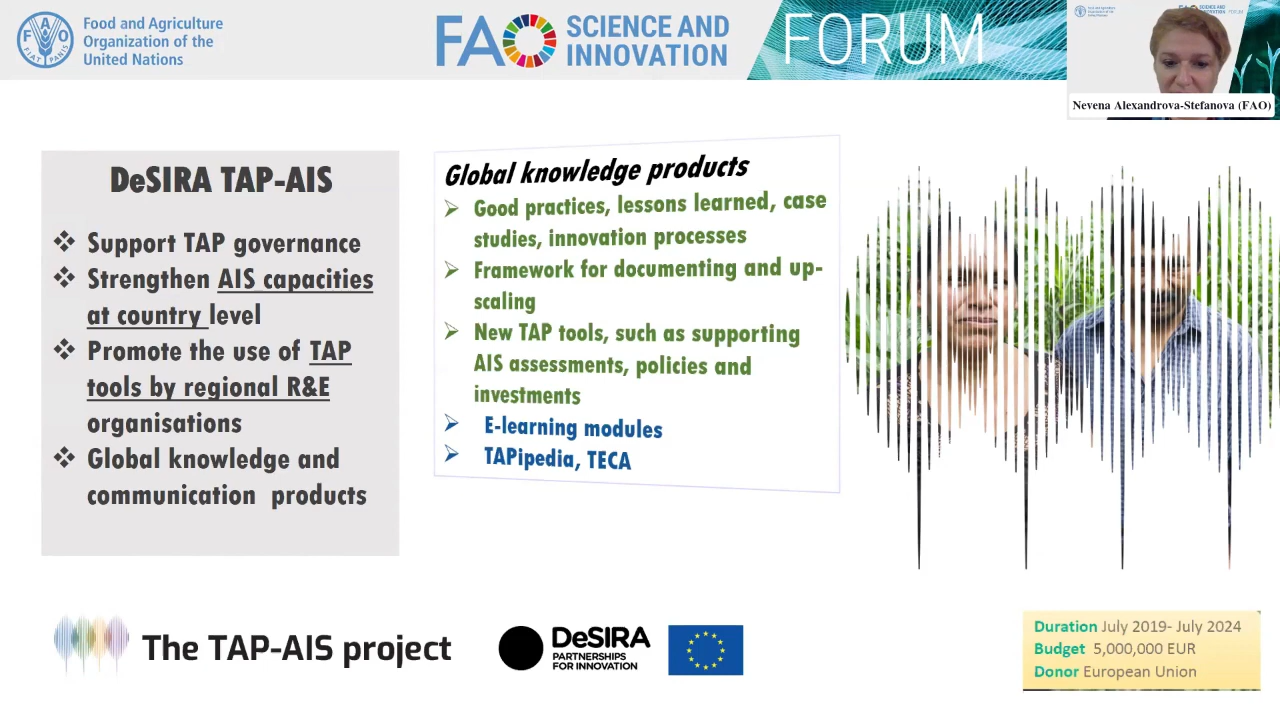 Food and Agriculture
Organization of the
United Nations
FAO SCIENCE AND
INNOVATION
FORUM
Nevena Alexandrova-Stefanova (FAO)
DeSIRA TAP-AIS
❖ Support TAP governance
❖ Strengthen AIS capacities
at country level
❖ Promote the use of TAP
tools by regional R&E
organisations
❖ Global knowledge and
communication products
Global knowledge products
➢ Good practices, lessons learned, case
studies, innovation processes
➢ Framework for documenting and up-
scaling
➢ New TAP tools, such as supporting
AIS assessments, policies and
investments
➢ E-learning modules
➢ TAPipedia, TECA
The TAP-AIS project
DeSIRA
PARTNERSHIPS
FOR INNOVATION
Duration July 2019- July 2024
Budget 5,000,000 EUR
Donor European Union